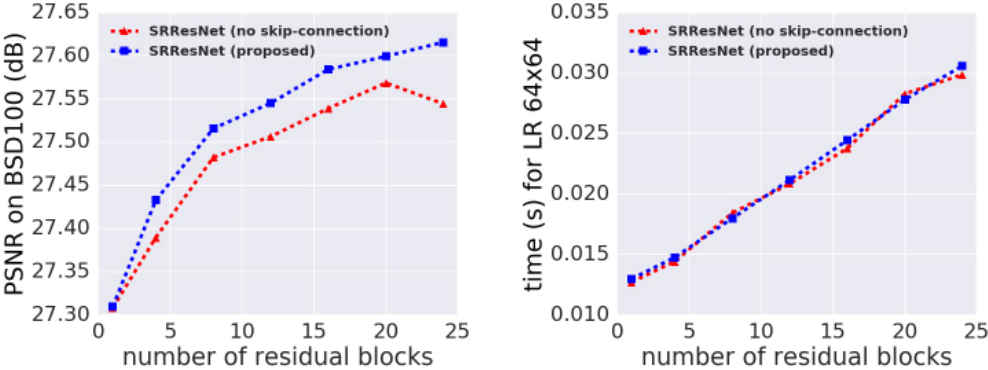 PSNR on BSD100 (dB)
27.65
27.60
27.55
27.50
27.45
27.40
27.35
27.30
SRResNet (no skip-connection)
SRResNet (proposed)
0 5 10 15 20 25
number of residual blocks
time (s) for LR 64x64
0.035
0.030
0.025
0.020
0.015
0.010
SRResNet (no skip-connection)
SRResNet (proposed)
0 5 10 15 20 25
number of residual blocks